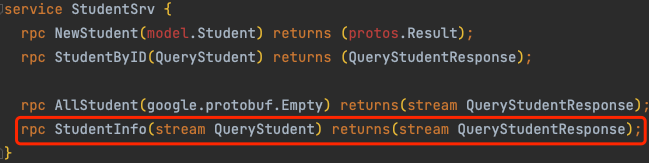 service StudentSrv {
rpc NewStudent(model.Student) returns (protos.Result);
rpc StudentByID(QueryStudent) returns (QueryStudentResponse);
rpc AllStudent(google.protobuf.Empty) returns(stream QueryStudentResponse);
rpc StudentInfo(stream QueryStudent) returns(stream QueryStudentResponse);
}